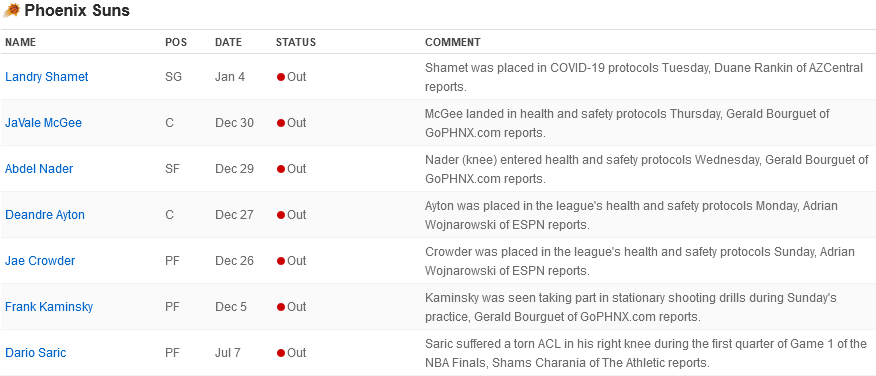 Phoenix Suns
NAME POS DATE STATUS COMMENT
Landry Shamet SG Jan 4 Out Shamet was placed in COVID-19 protocols Tuesday, Duane Rankin of AZCentral
reports.
JaVale McGee C Dec 30 Out McGee landed in health and safety protocols Thursday, Gerald Bourguet of
GoPHNX.com reports.
Abdel Nader SF Dec 29 Out Nader (knee) entered health and safety protocols Wednesday, Gerald Bourguet of
GoPHNX.com reports.
Deandre Ayton C Dec 27 Out Ayton was placed in the league's health and safety protocols Monday, Adrian
Wojnarowski of ESPN reports.
Jae Crowder PF Dec 26 Out Crowder was placed in the league's health and safety protocols Sunday, Adrian
Wojnarowski of ESPN reports.
Frank Kaminsky PF Dec 5 Out Kaminsky was seen taking part in stationary shooting drills during Sunday's
practice, Gerald Bourguet of GoPHNX.com reports.
Dario Saric PF Jul 7 Out Saric suffered a torn ACL in his right knee during the first quarter of Game 1 of the
NBA Finals, Shams Charania of The Athletic reports.